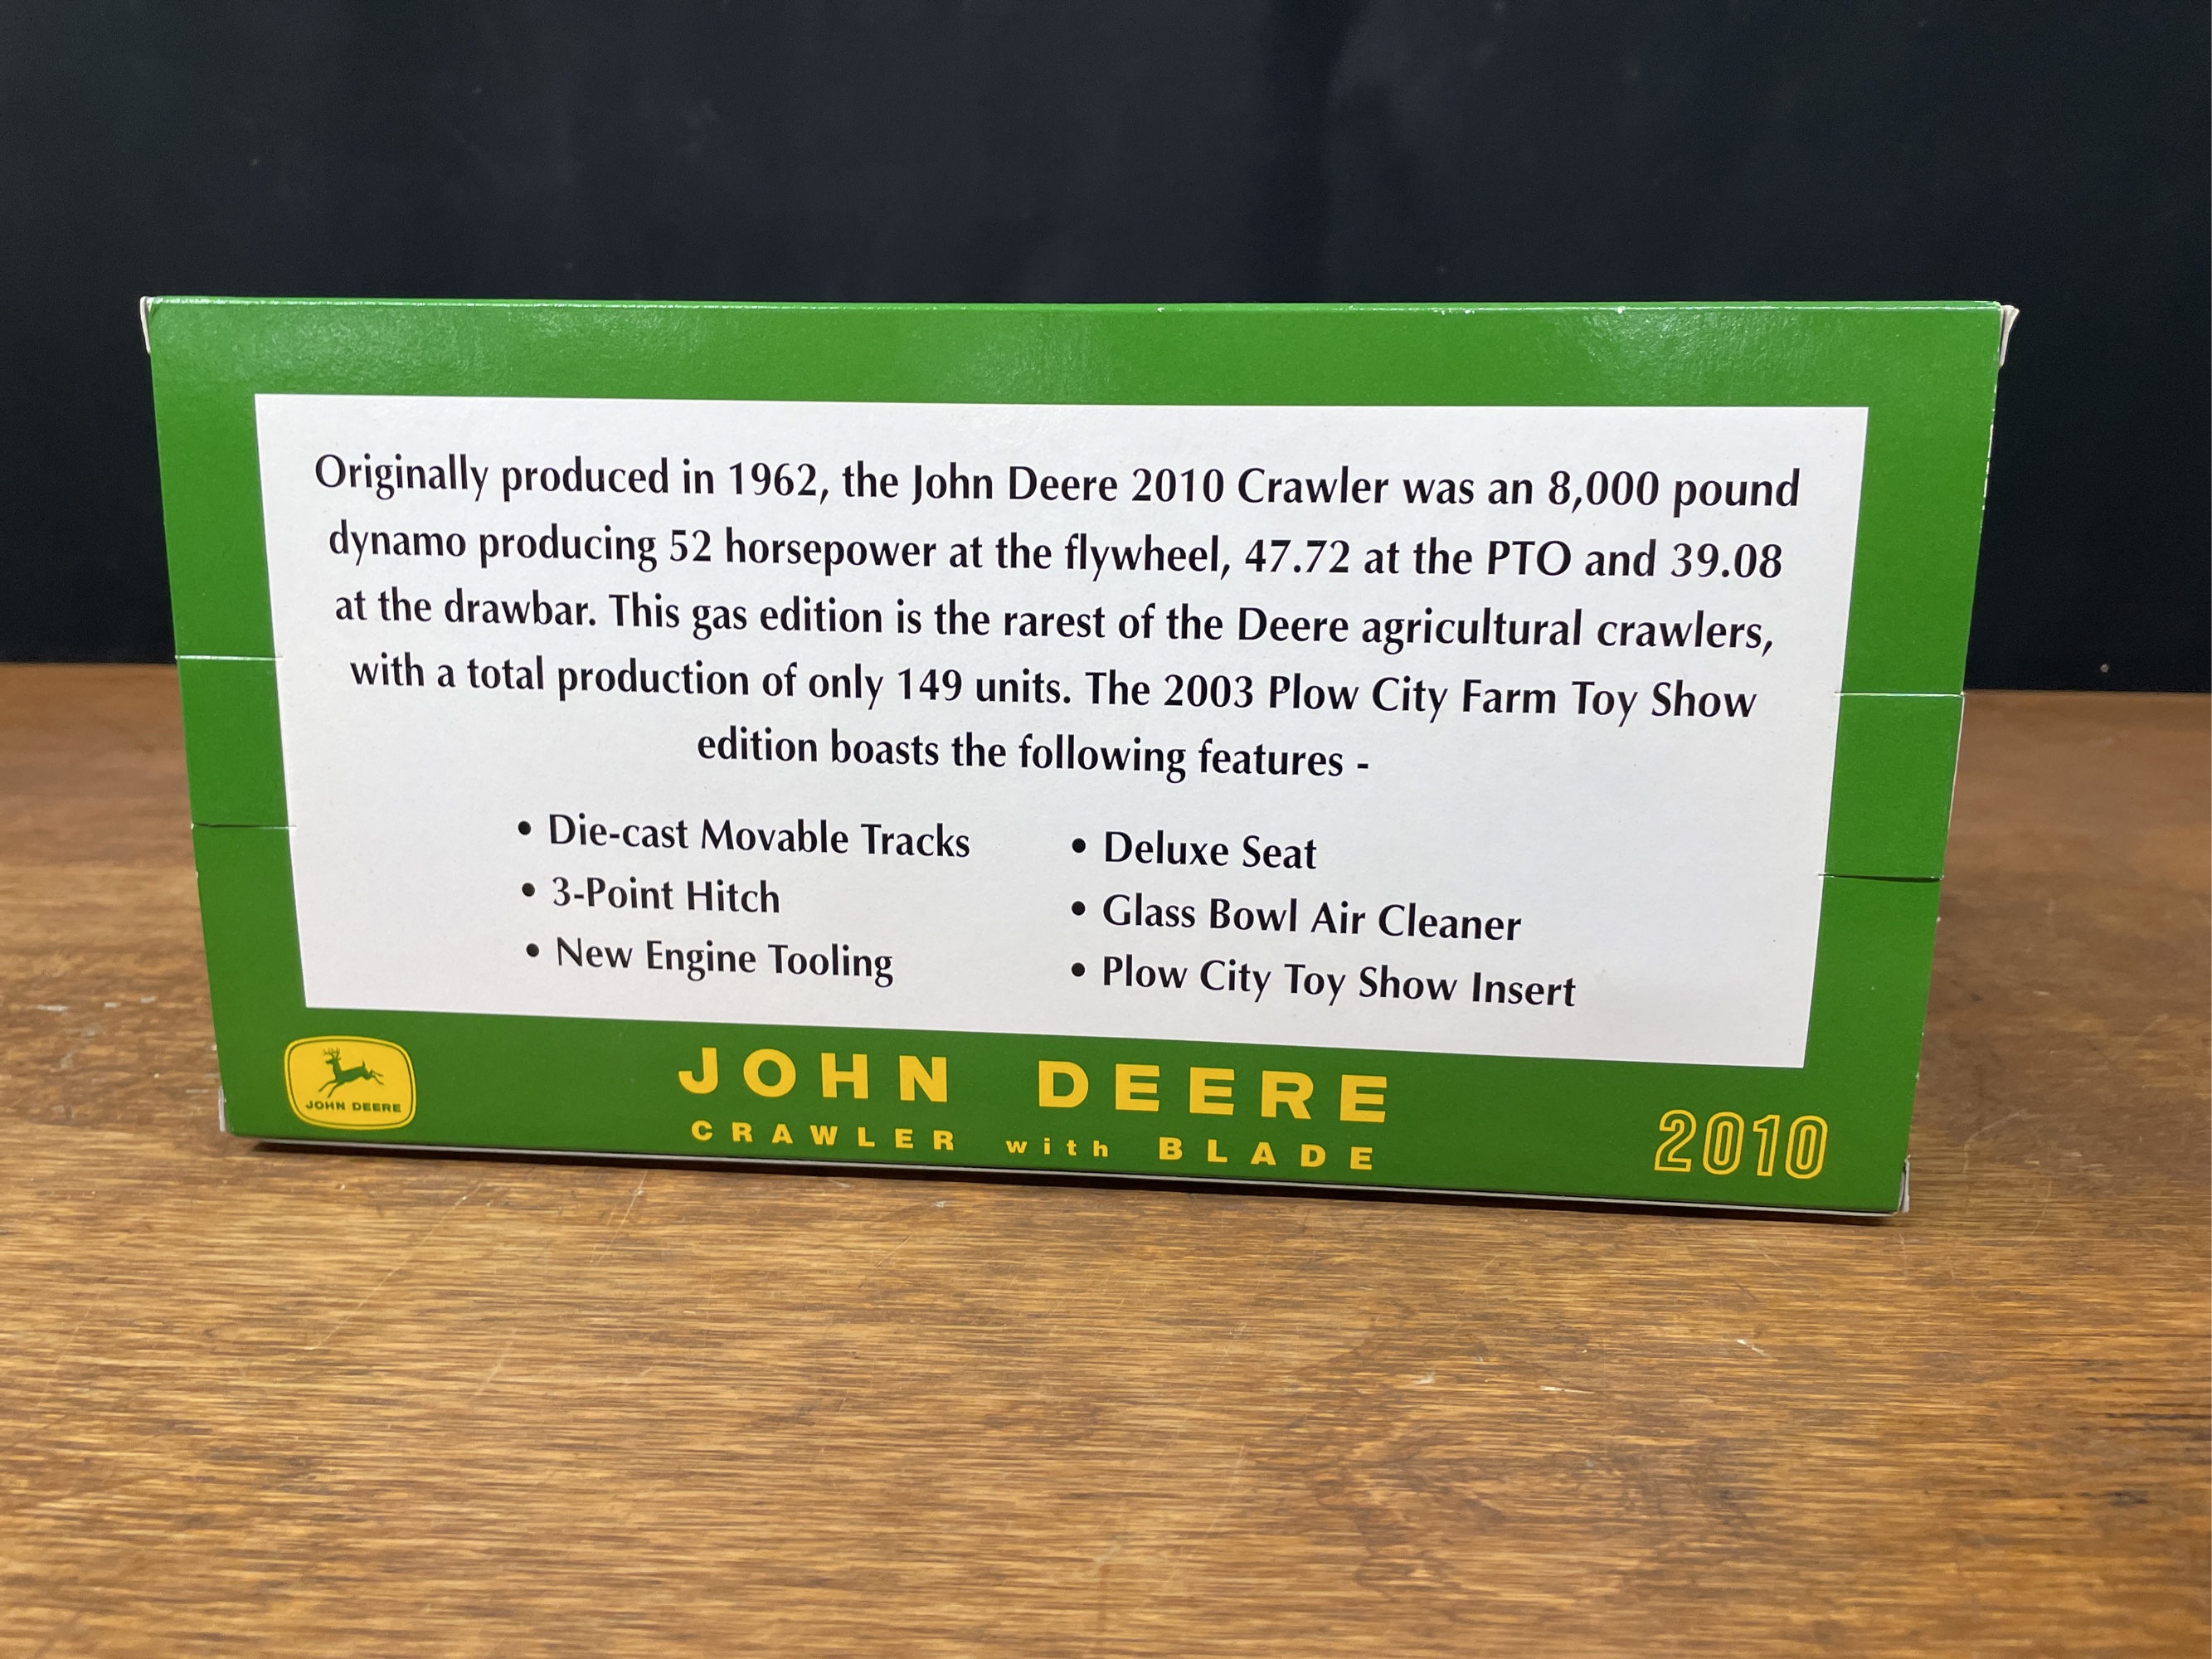 Originally produced in 1962, the John Deere 2010 Crawler was an 8,000 pound
dynamo producing 52 horsepower at the flywheel, 47.72 at the PTO and 39.08
at the drawbar. This gas edition is the rarest of the Deere agricultural crawlers,
with a total production of only 149 units. The 2003 Plow City Farm Toy Show
edition boasts the following features -
• Die-cast Movable Tracks
• 3-Point Hitch
• New Engine Tooling
• Deluxe Seat
• Glass Bowl Air Cleaner
• Plow City Toy Show Insert
JOHN DEERE
JOHN DEERE
CRAWLER with BLADE
2010